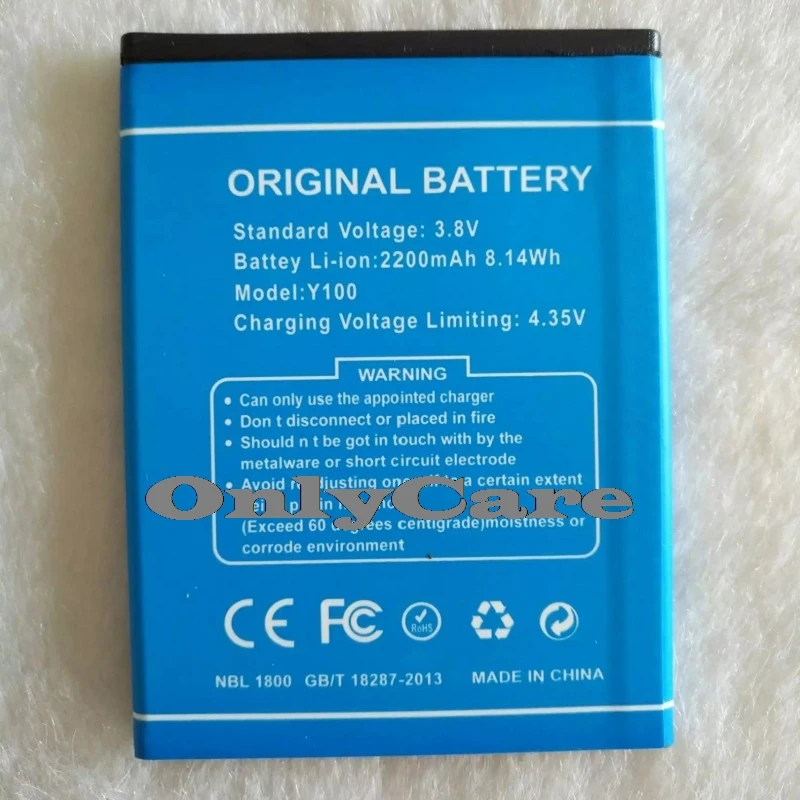 ORIGINAL BATTERY
Standard Voltage: 3.8V
Battey Li-ion:2200mAh 8.14Wh
Model:Y100
Charging Voltage Limiting: 4.35V
WARNING
• Can only use the appointed charger
• Don t disconnect or placed in fire
• Should n t be got in touch with by the
metalware or short circuit electrode
• Avoid a certain extent
OnlyCare
(Exceed 60 degrees centigrade)moistness or
corrode environment
CE FC RoHS
NBL 1800 GB/T 18287-2013 MADE IN CHINA